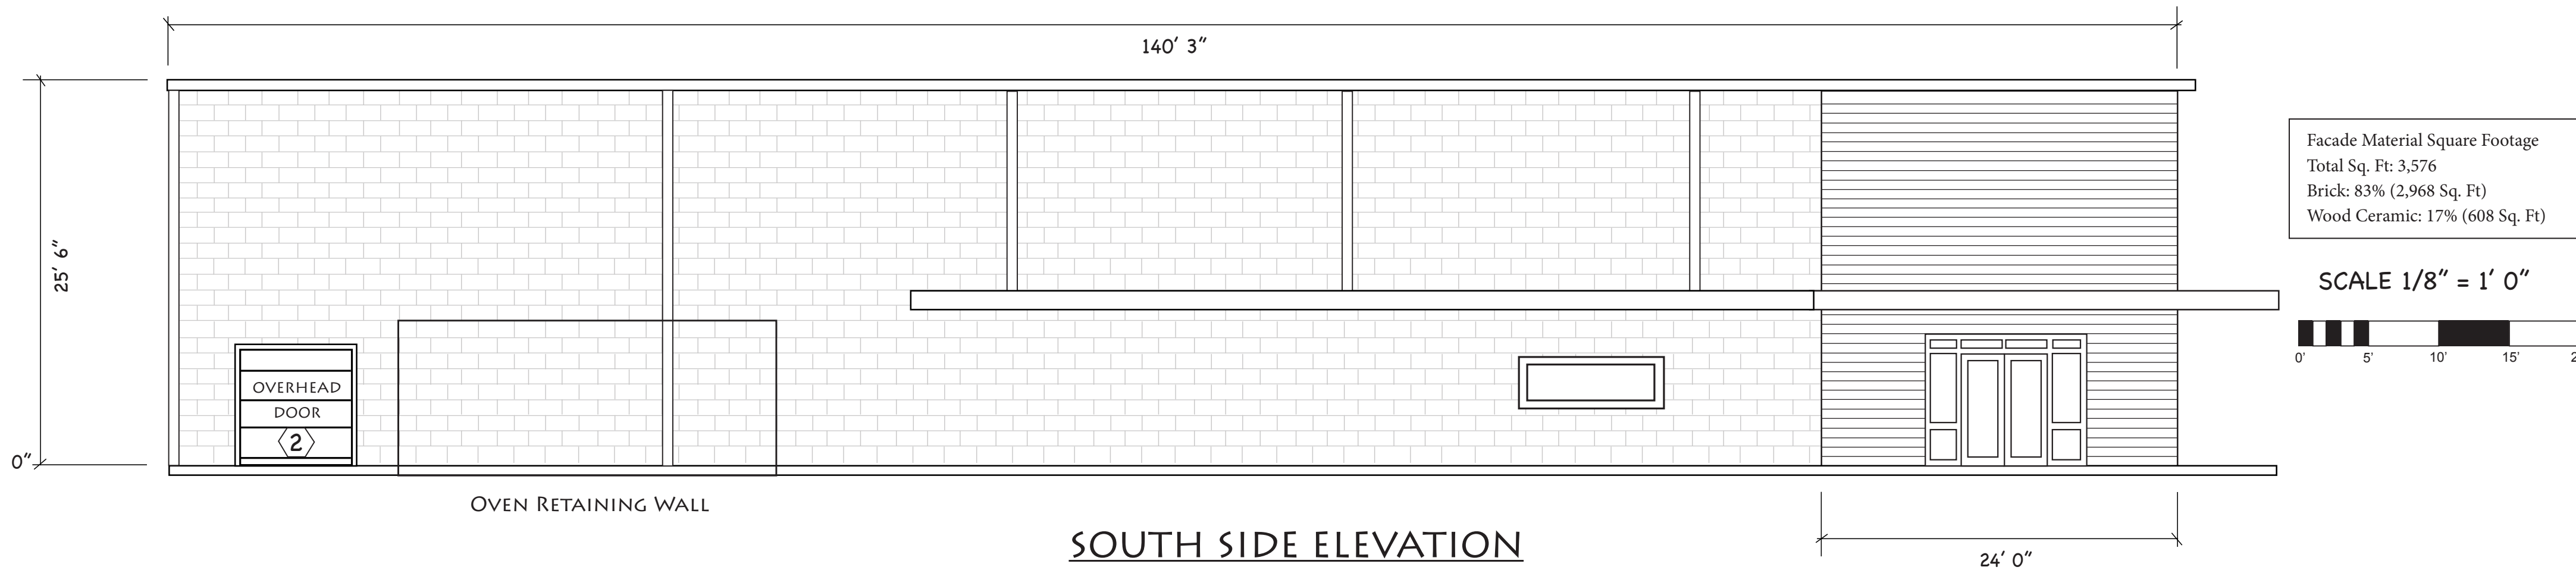 140' 3"
25' 6"
Facade Material Square Footage
Total Sq. Ft: 3,576
Brick: 83% (2,968 Sq. Ft)
Wood Ceramic: 17% (608 Sq. Ft)
SCALE 1/8" = 1' 0"
0' 5' 10' 15'
OVERHEAD
DOOR
2
0"
OVEN RETAINING WALL
SOUTH SIDE ELEVATION
24' 0"